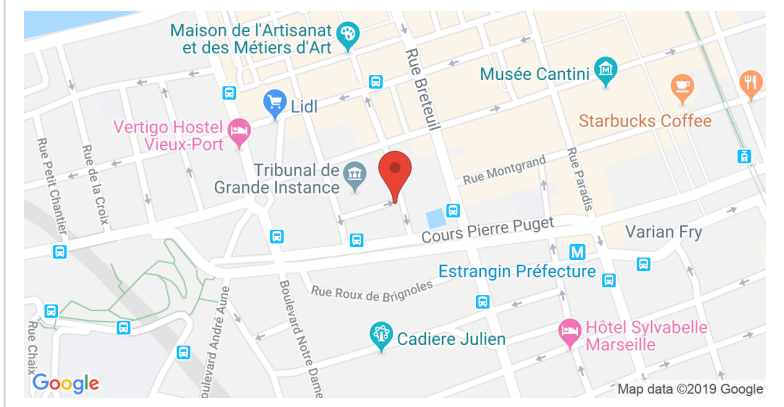 Maison de l'Artisanat
et des Métiers d'Art
Rue Breteuil
Musée Cantini
Lidl
Starbucks Coffee
Vertigo Hostel
Vieux-Port
Rue Petit Chantier
Rue de la Croix
Tribunal de
Grande Instance
Rue Montgrand
Rue Paradis
Cours Pierre Puget
Varian Fry
M
Estrangin Préfecture
Rue Roux de Brignoles
Boulevard Notre Dame
oulevard André Aune
Rue Chaix
Cadiere Julien
Hôtel Sylvabelle
Marseille
Google
Map data ©2019 Google